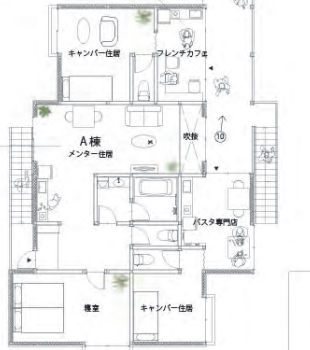 キャンパー住居
フレンチカフェ
A棟
メンター住居
吹抜
10
パスタ専門店
寝室
キャンパー住居